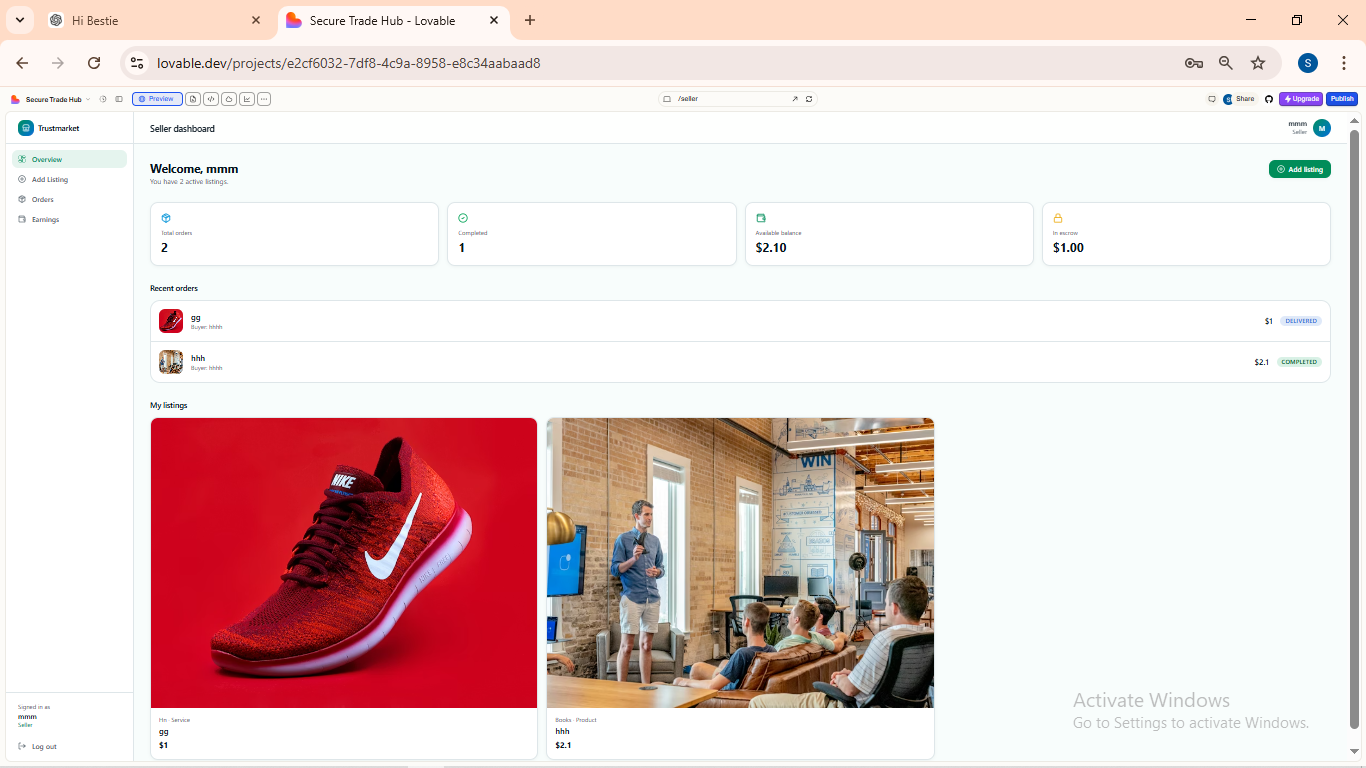 Hi Bestie
Secure Trade Hub - Lovable
lovable.dev/projects/e2cf6032-7df8-4c9a-8958-e8c34aabaad8
S
Secure Trade Hub
Preview
/seller
S Share
Upgrade
Publish
Trustmarket
Seller dashboard
mmm
Seller
M
Overview
Add Listing
Orders
Earnings
Welcome, mmm
You have 2 active listings.
Add listing
Total orders
2
Completed
1
Available balance
$2.10
In escrow
$1.00
Recent orders
gg
Buyer: hhhh
$1 DELIVERED
hhh
Buyer: hhhh
$2.1 COMPLETED
My listings
NIKE
WIN
Hn · Service
gg
$1
Books · Product
hhh
$2.1
Signed in as
mmm
Seller
Log out
Activate Windows
Go to Settings to activate Windows.